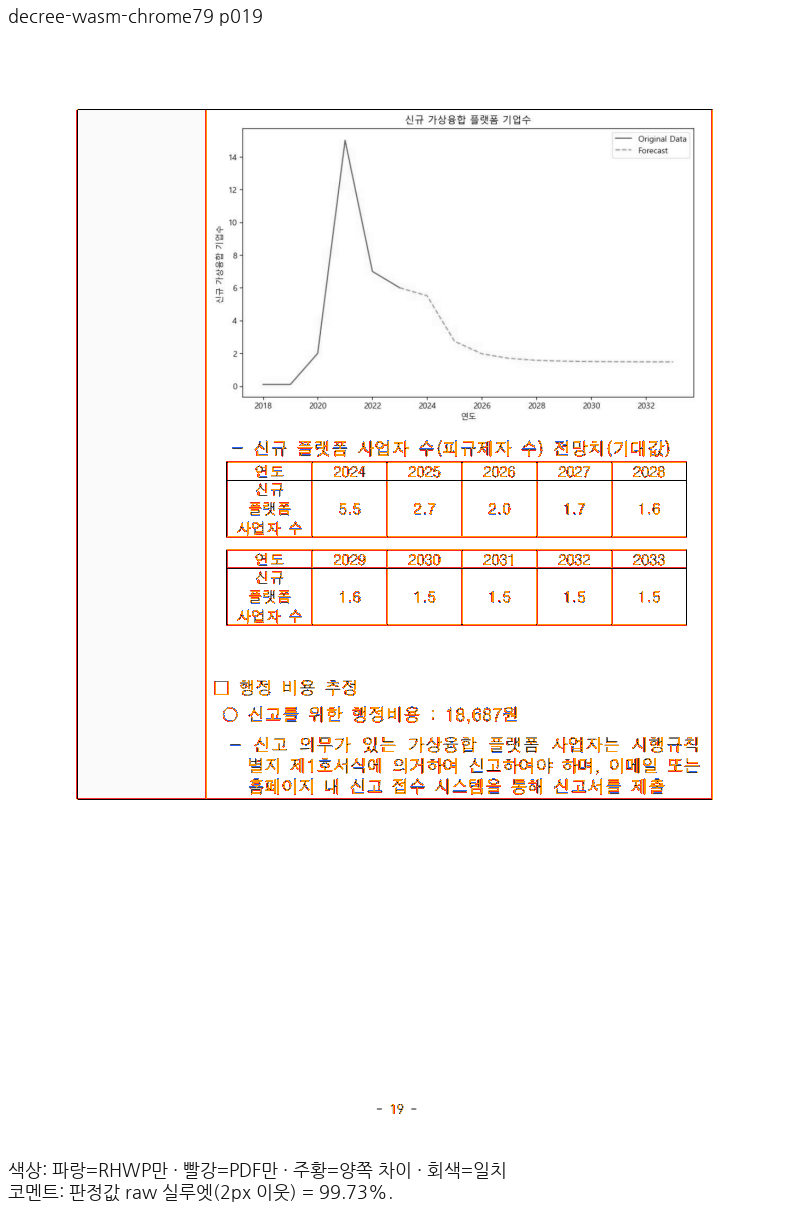 decree-wasm-chrome79 p019
신규 가상융합 플랫폼 기업수
Original Data
Forecast
신규 가상융합 기업수
14
12
10
8
6
4
2
0
2018 2020 2022 2024 2026 2028 2030 2032
연도
- 신규 플랫폼 사업자 수(피규제자 수) 전망치(기대값)
연도 2024 2025 2026 2027 2028
신규
플랫폼 5.5 2.7 2.0 1.7 1.6
사업자 수
연도 2029 2030 2031 2032 2033
신규
플랫폼 1.6 1.5 1.5 1.5 1.5
사업자 수
□ 행정 비용 추정
○ 신고를 위한 행정비용 : 18,687원
- 신고 의무가 있는 가상융합 플랫폼 사업자는 시행규칙
별지 제1호서식에 의거하여 신고하여야 하며, 이메일 또는
홈페이지 내 신고 접수 시스템을 통해 신고서를 제출
- 19 -
색상: 파랑=RHWP만 · 빨강=PDF만 · 주황=양쪽 차이 · 회색=일치
코멘트: 판정값 raw 실루엣(2px 이웃) = 99.73%.